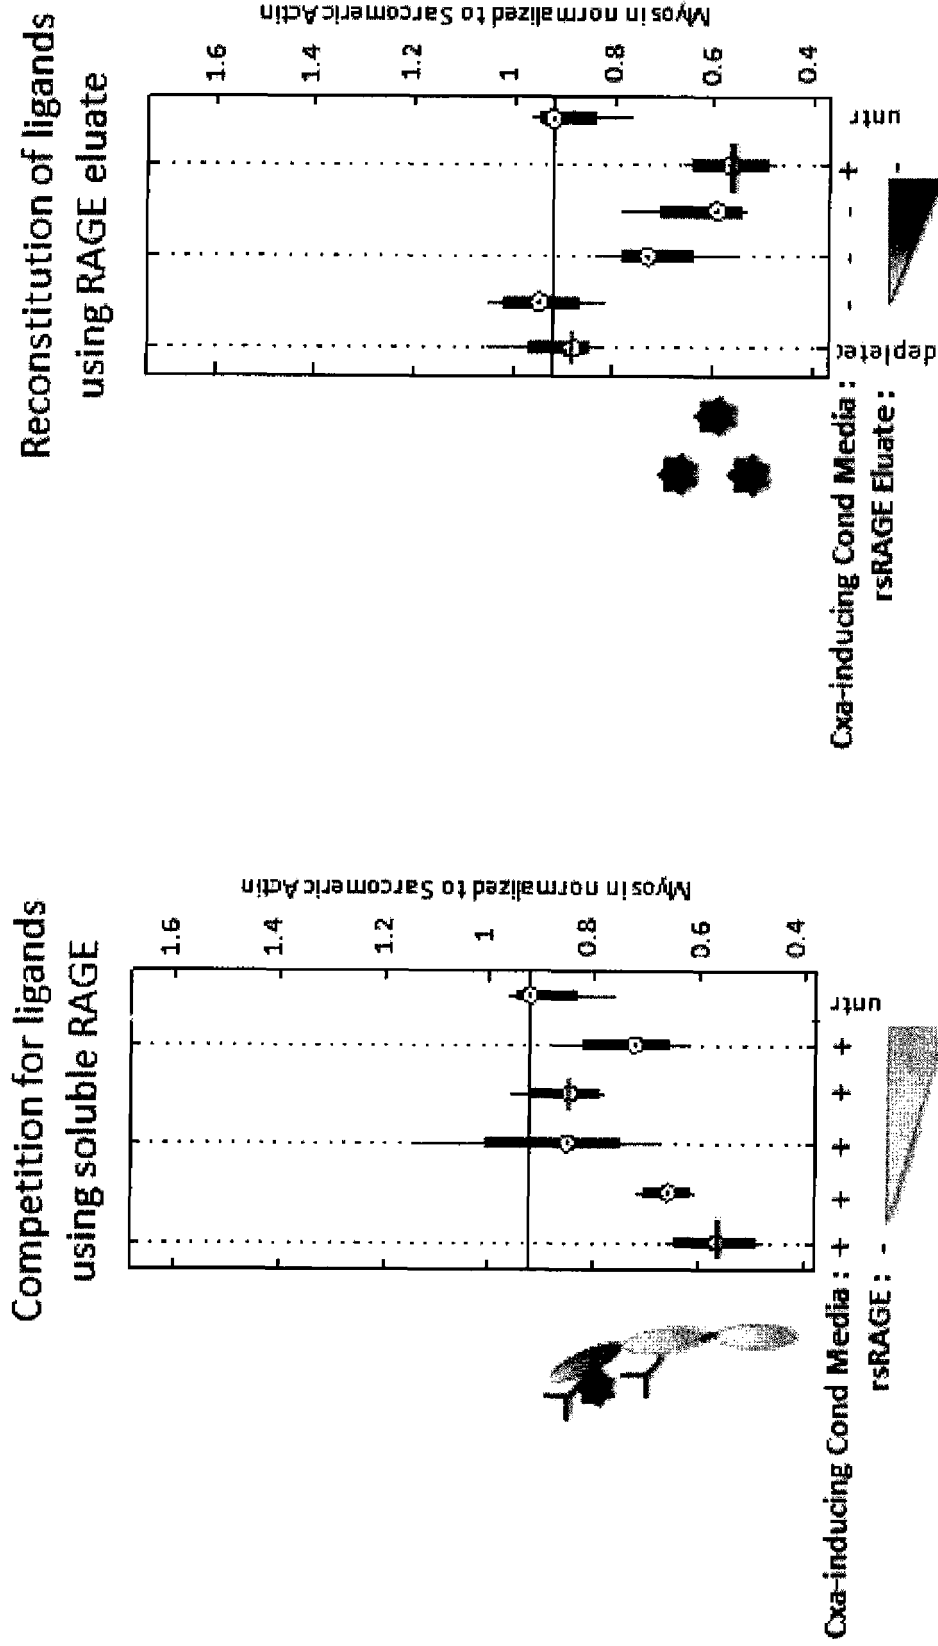 Competition for ligands
using soluble RAGE
Myosin normalized to Sarcomeric Actin
1.6
1.4
1.2
1
0.8
0.6
0.4
Cxa-inducing Cond Media : + + + + + untr
rsRAGE : -
Reconstitution of ligands
using RAGE eluate
Myosin normalized to Sarcomeric Actin
1.6
1.4
1.2
1
0.8
0.6
0.4
Cxa-inducing Cond Media : depleted - - - + untr
rsRAGE Eluate : -